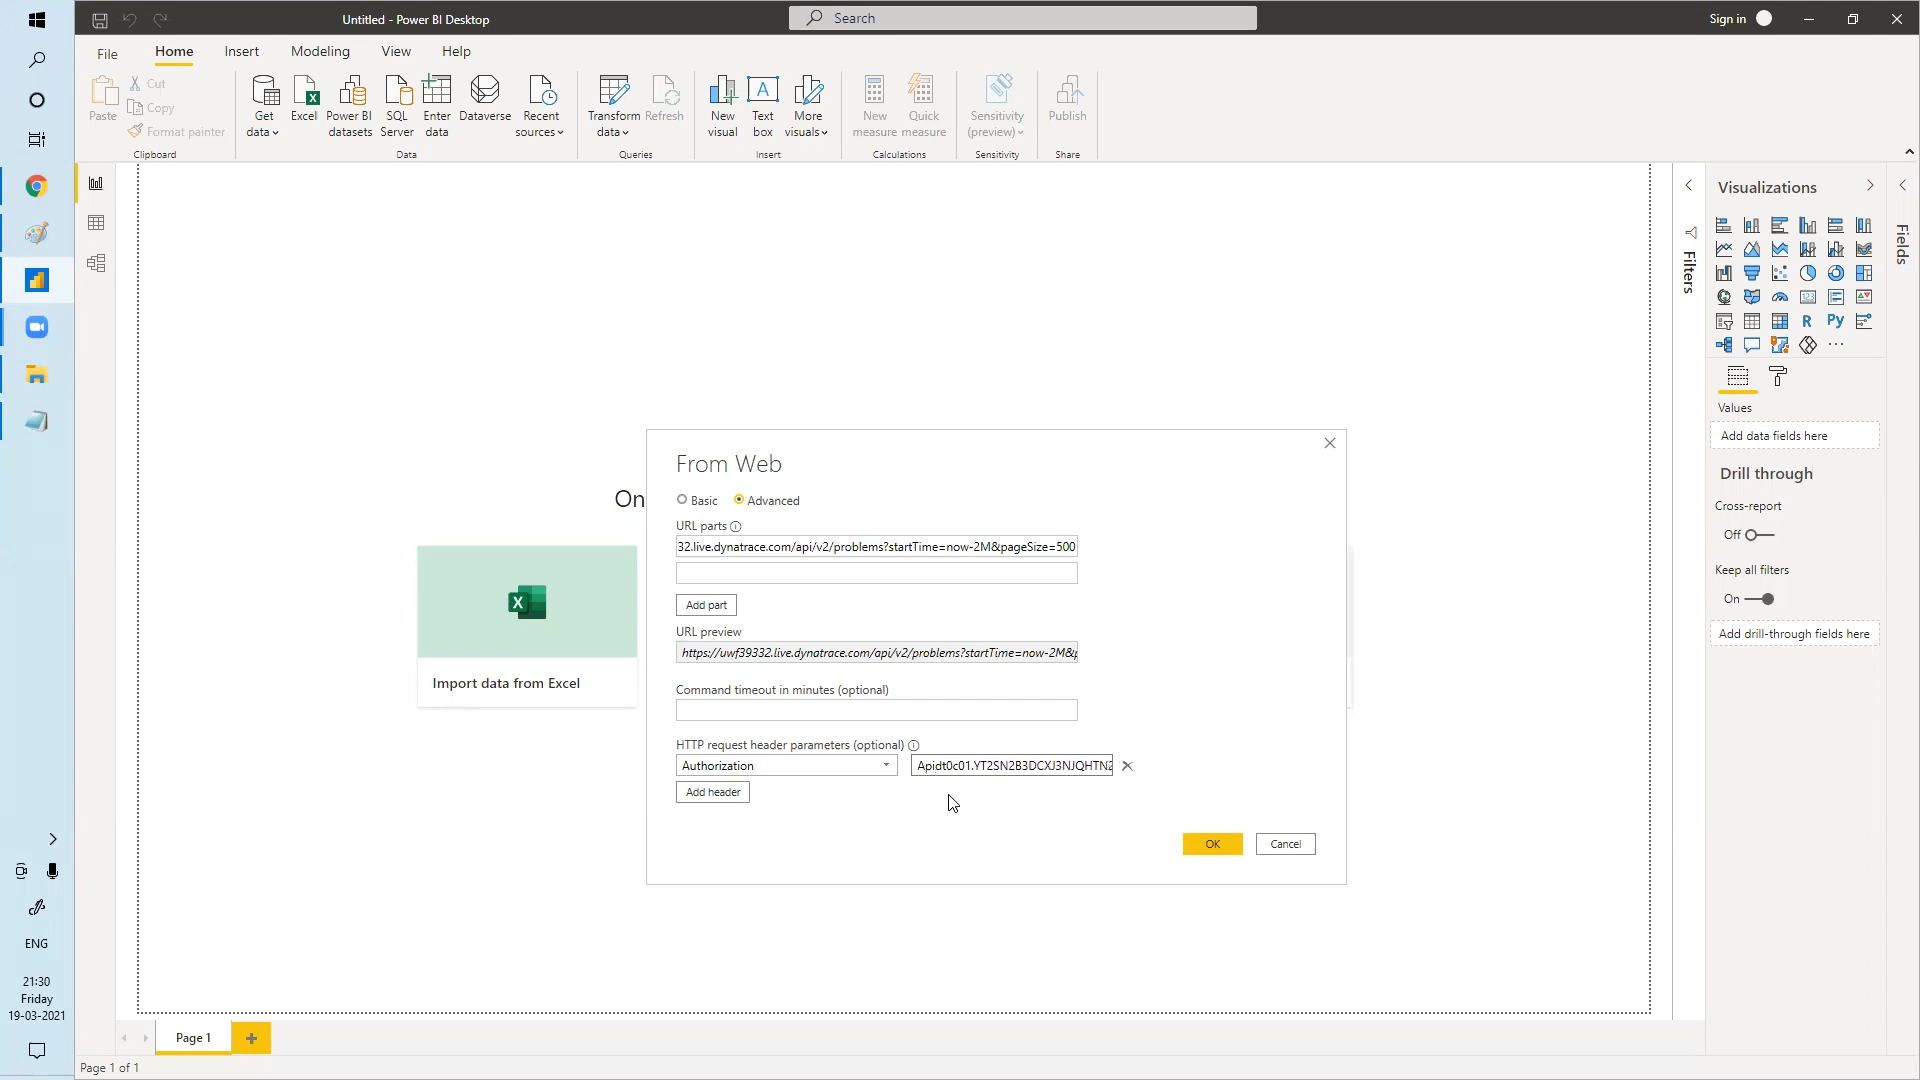 Untitled - Power BI Desktop
Search
Sign in
File
Home
Insert
Modeling
View
Help
Paste
Cut
Copy
Format painter
Clipboard
Get data
Excel
Power BI datasets
SQL Server
Enter data
Dataverse
Recent sources
Data
Transform data
Refresh
Queries
New visual
Text box
More visuals
Insert
New measure
Quick measure
Calculations
Sensitivity (preview)
Sensitivity
Publish
Share
On
Import data from Excel
From Web
Basic
Advanced
URL parts
32.live.dynatrace.com/api/v2/problems?startTime=now-2M&pageSize=500
Add part
URL preview
https://uwf39332.live.dynatrace.com/api/v2/problems?startTime=now-2M&
Command timeout in minutes (optional)
HTTP request header parameters (optional)
Authorization
Apidt0c01.YT2SN2B3DCXJ3NJQHTN2
Add header
OK
Cancel
Filters
Visualizations
123
R
Py
Values
Add data fields here
Drill through
Cross-report
Off
Keep all filters
On
Add drill-through fields here
Fields
ENG
21:30
Friday
19-03-2021
Page 1
Page 1 of 1